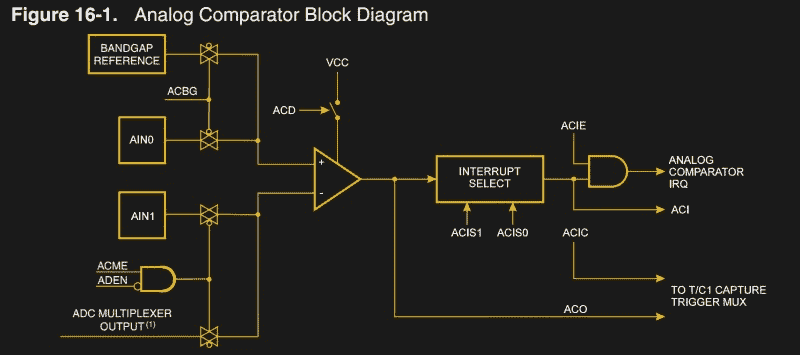 Figure 16-1. Analog Comparator Block Diagram
BANDGAP
REFERENCE
VCC
ACBG
ACD
ACIE
AIN0
+
-
INTERRUPT
SELECT
ANALOG
COMPARATOR
IRQ
AIN1
ACI
ACIS1 ACIS0 ACIC
ACME
ADEN
TO T/C1 CAPTURE
TRIGGER MUX
ADC MULTIPLEXER
OUTPUT(1)
ACO